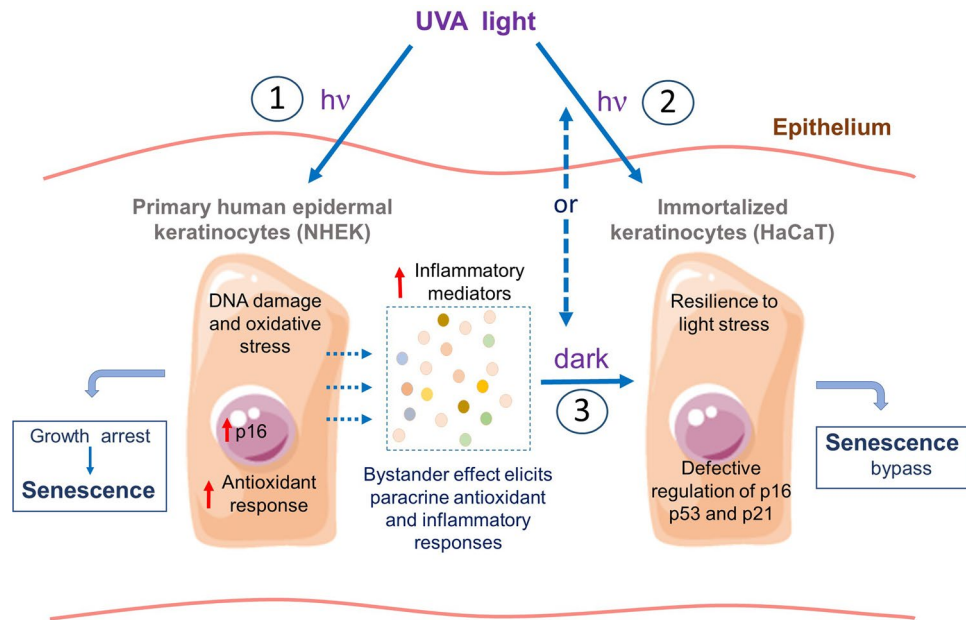 UVA light
1
hν
hν
2
Epithelium
Primary human epidermal
keratinocytes (NHEK)
or
Immortalized
keratinocytes (HaCaT)
Inflammatory
mediators
DNA damage
and oxidative
stress
Resilience to
light stress
dark
3
p16
Growth arrest
Senescence
Antioxidant
response
Bystander effect elicits
paracrine antioxidant
and inflammatory
responses
Defective
regulation of p16
p53 and p21
Senescence
bypass